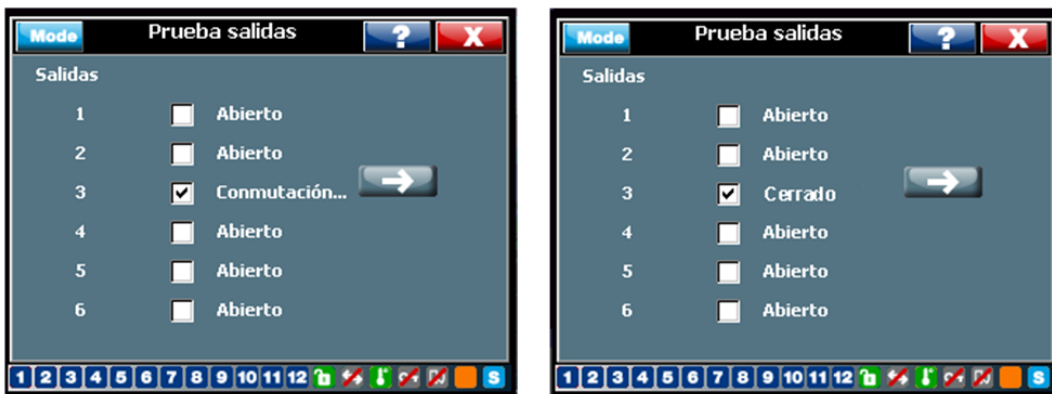 Mode Prueba salidas ? X
Salidas
1 Abierto
2 Abierto
3 Conmutación...
4 Abierto
5 Abierto
6 Abierto
1 2 3 4 5 6 7 8 9 10 11 12 S
Mode Prueba salidas ? X
Salidas
1 Abierto
2 Abierto
3 Cerrado
4 Abierto
5 Abierto
6 Abierto
1 2 3 4 5 6 7 8 9 10 11 12 S